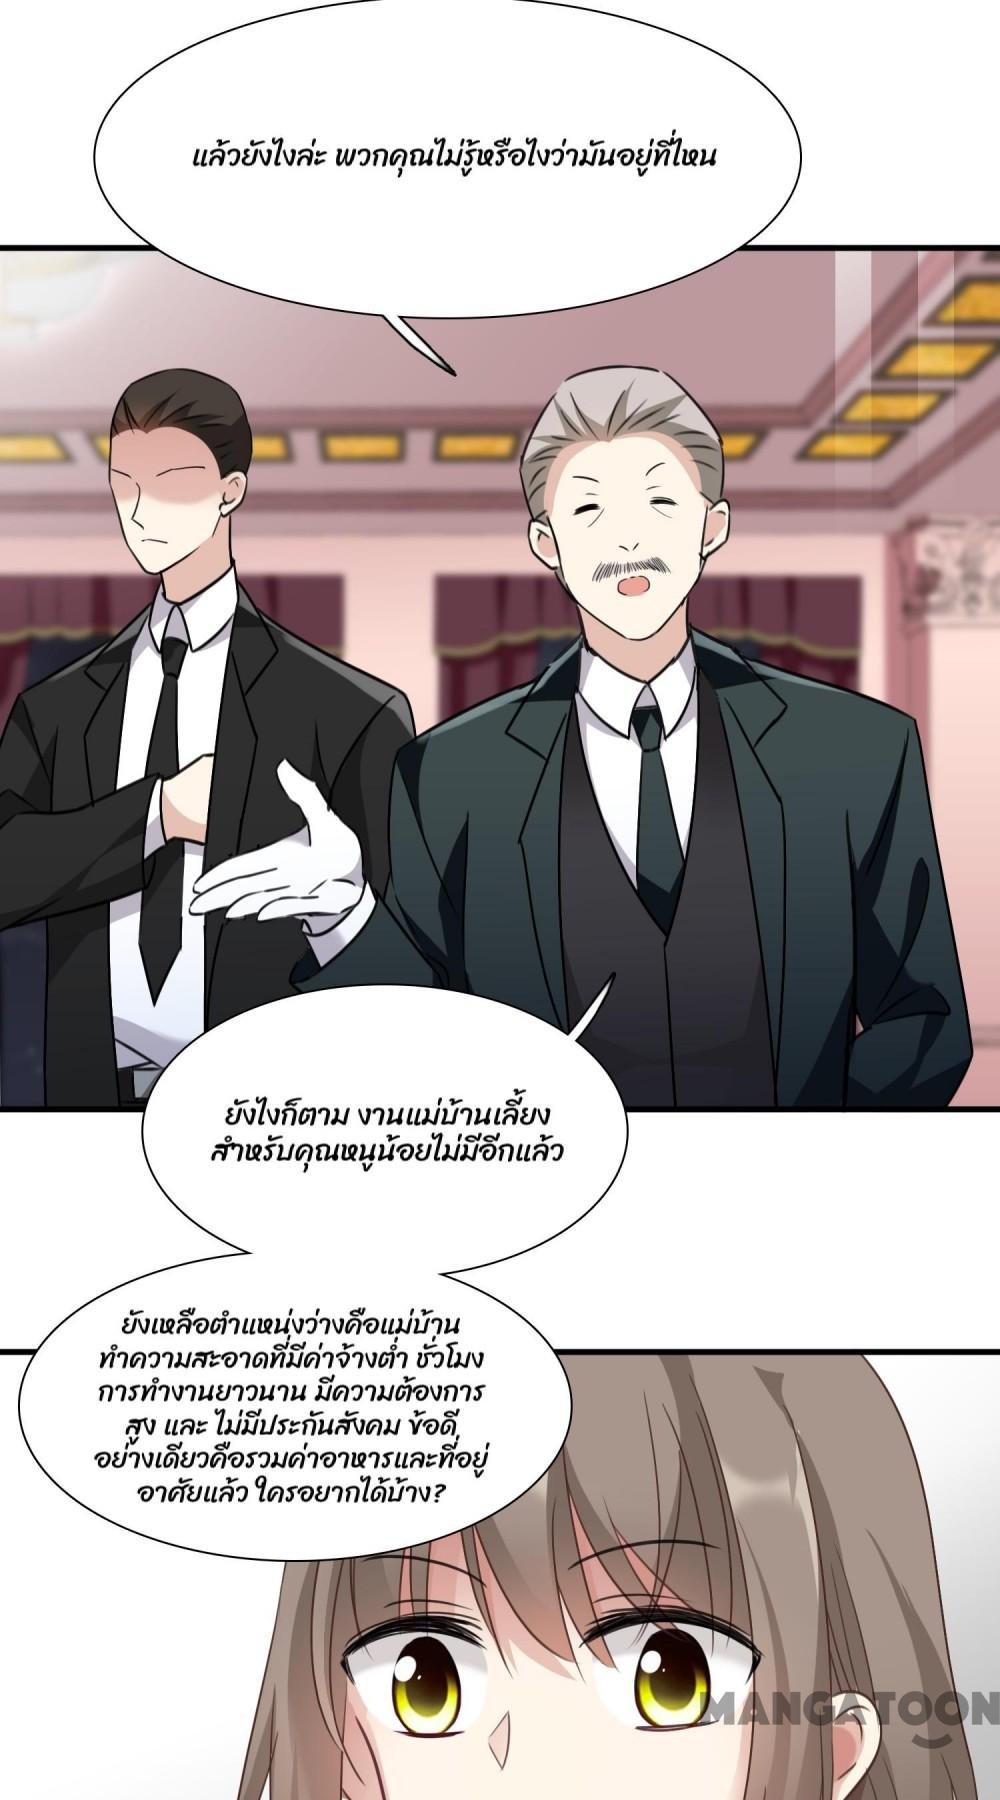 แล้วยังไงล่ะ พวกคุณไม่รู้หรือไงว่ามันอยู่ที่ไหน
ยังไงก็ตาม งานแม่บ้านเลี้ยง
สำหรับคุณหนูน้อยไม่มีอีกแล้ว
ยังเหลือตำแหน่งว่างคือแม่บ้าน
ทำความสะอาดที่มีค่าจ้างต่ำ ชั่วโมง
การทำงานยาวนาน มีความต้องการ
สูง และ ไม่มีประกันสังคม ข้อดี
อย่างเดียวคือรวมค่าอาหารและที่อยู่
อาศัยแล้ว ใครอยากได้บ้าง?
MANGATOON